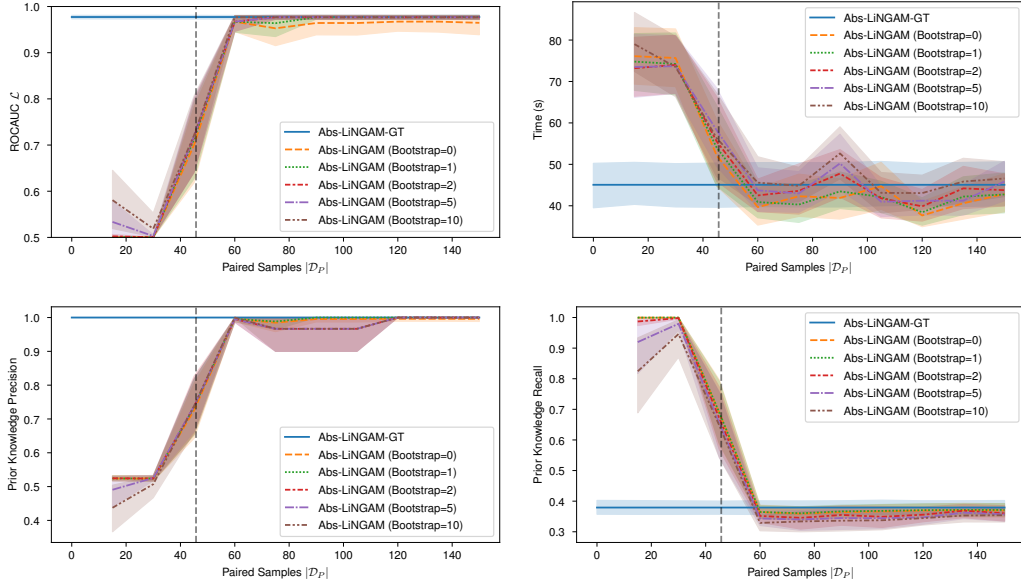 1.0
0.9
0.8
0.7
0.6
0.5
0 20 40 60 80 100 120 140
ROCAUC ℒ
Paired Samples |𝒟_P|
Abs-LiNGAM-GT
Abs-LiNGAM (Bootstrap=0)
Abs-LiNGAM (Bootstrap=1)
Abs-LiNGAM (Bootstrap=2)
Abs-LiNGAM (Bootstrap=5)
Abs-LiNGAM (Bootstrap=10)
80
70
60
50
40
0 20 40 60 80 100 120 140
Time (s)
Paired Samples |𝒟_P|
Abs-LiNGAM-GT
Abs-LiNGAM (Bootstrap=0)
Abs-LiNGAM (Bootstrap=1)
Abs-LiNGAM (Bootstrap=2)
Abs-LiNGAM (Bootstrap=5)
Abs-LiNGAM (Bootstrap=10)
1.0
0.9
0.8
0.7
0.6
0.5
0.4
0 20 40 60 80 100 120 140
Prior Knowledge Precision
Paired Samples |𝒟_P|
Abs-LiNGAM-GT
Abs-LiNGAM (Bootstrap=0)
Abs-LiNGAM (Bootstrap=1)
Abs-LiNGAM (Bootstrap=2)
Abs-LiNGAM (Bootstrap=5)
Abs-LiNGAM (Bootstrap=10)
1.0
0.9
0.8
0.7
0.6
0.5
0.4
0.3
0 20 40 60 80 100 120 140
Prior Knowledge Recall
Paired Samples |𝒟_P|
Abs-LiNGAM-GT
Abs-LiNGAM (Bootstrap=0)
Abs-LiNGAM (Bootstrap=1)
Abs-LiNGAM (Bootstrap=2)
Abs-LiNGAM (Bootstrap=5)
Abs-LiNGAM (Bootstrap=10)